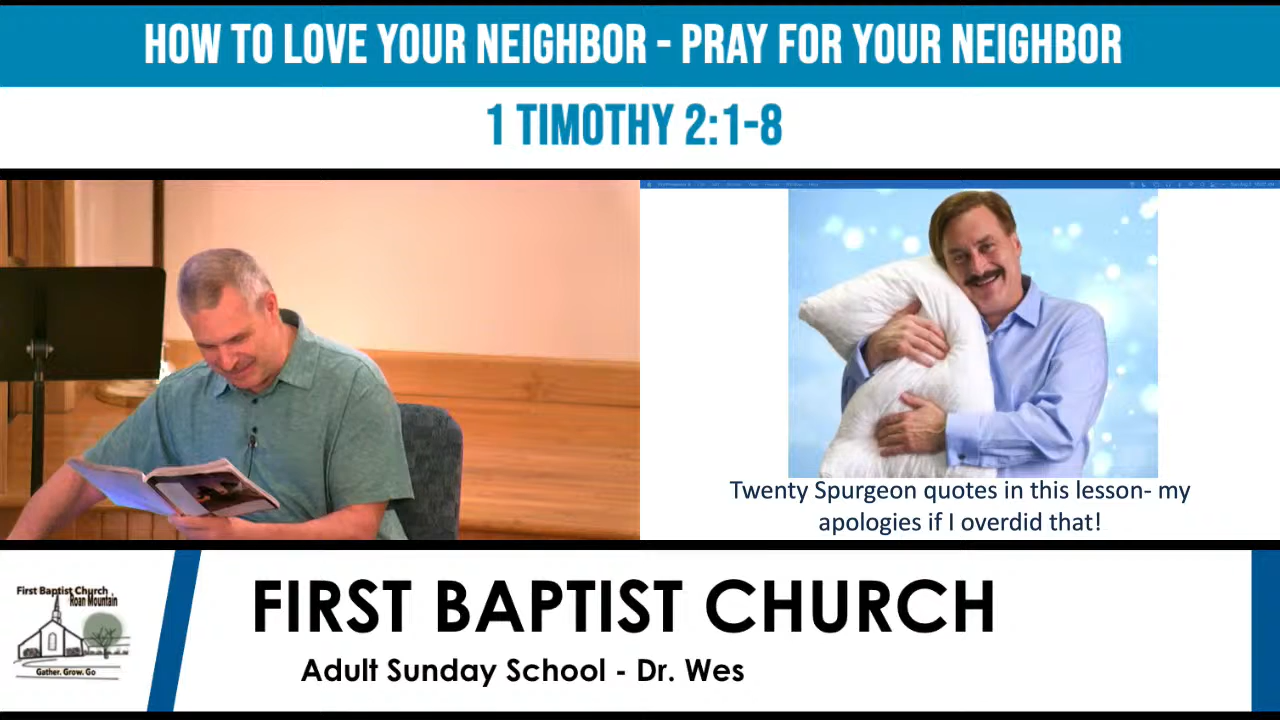 HOW TO LOVE YOUR NEIGHBOR - PRAY FOR YOUR NEIGHBOR
1 TIMOTHY 2:1-8
Twenty Spurgeon quotes in this lesson- my
apologies if I overdid that!
First Baptist Church
Roan Mountain
Gather. Grow. Go
FIRST BAPTIST CHURCH
Adult Sunday School - Dr. Wes